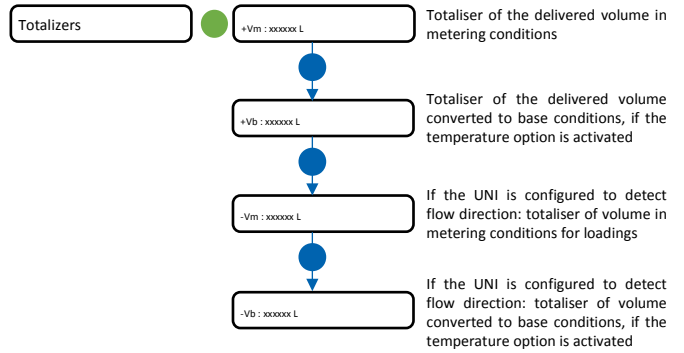 Totalizers
+Vm : xxxxxx L
Totaliser of the delivered volume in
metering conditions
+Vb : xxxxxx L
Totaliser of the delivered volume
converted to base conditions, if the
temperature option is activated
-Vm : xxxxxx L
If the UNI is configured to detect
flow direction: totaliser of volume in
metering conditions for loadings
-Vb : xxxxxx L
If the UNI is configured to detect
flow direction: totaliser of volume
converted to base conditions, if the
temperature option is activated